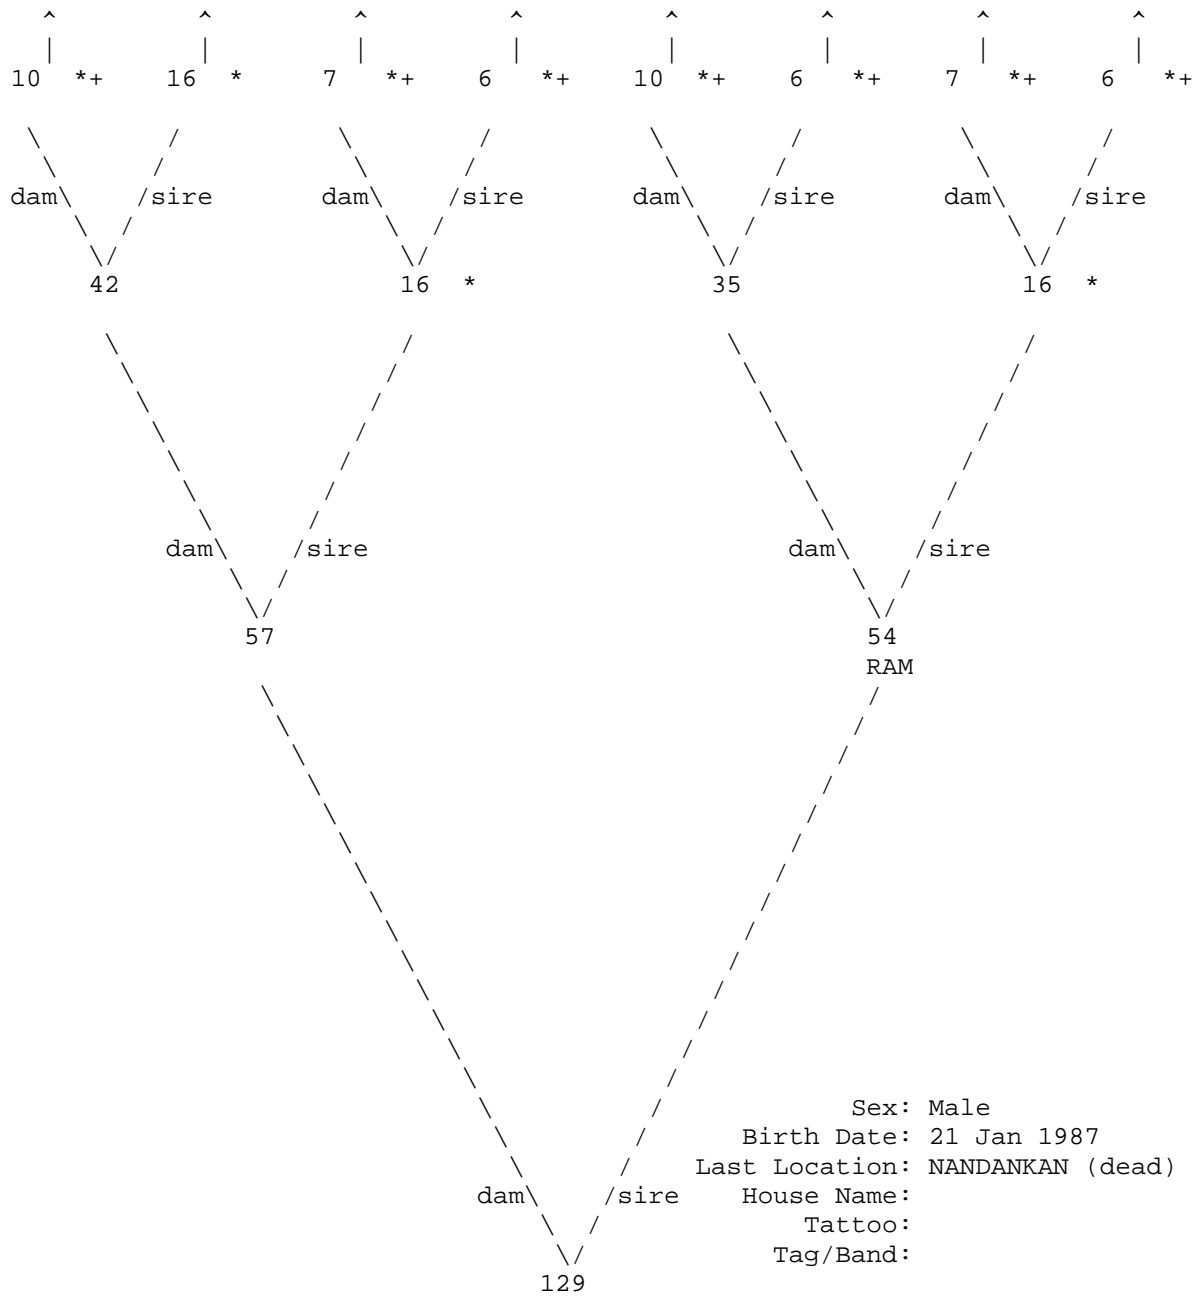 ^ ^ ^ ^ ^ ^ ^ ^
| | | | | | | |
10 *+ 16 * 7 *+ 6 *+ 10 *+ 6 *+ 7 *+ 6 *+
dam sire dam sire dam sire dam sire
42 16 * 35 16 *
dam sire dam sire
57 54
RAM
Sex: Male
Birth Date: 21 Jan 1987
Last Location: NANDANKAN (dead)
dam sire House Name:
Tattoo:
Tag/Band:
129